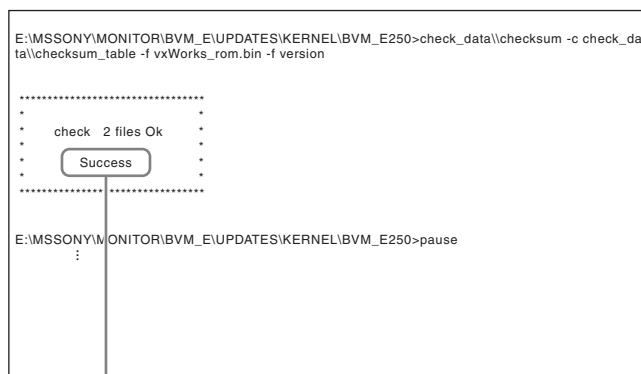 E:\MSSONY\MONITOR\BVM_E\UPDATES\KERNEL\BVM_E250>check_data\\checksum -c check_da
ta\\checksum_table -f vxWorks_rom.bin -f version
*********************************
* *
* check 2 files Ok *
* *
* Success *
* *
*********************************
E:\MSSONY\MONITOR\BVM_E\UPDATES\KERNEL\BVM_E250>pause
⋮